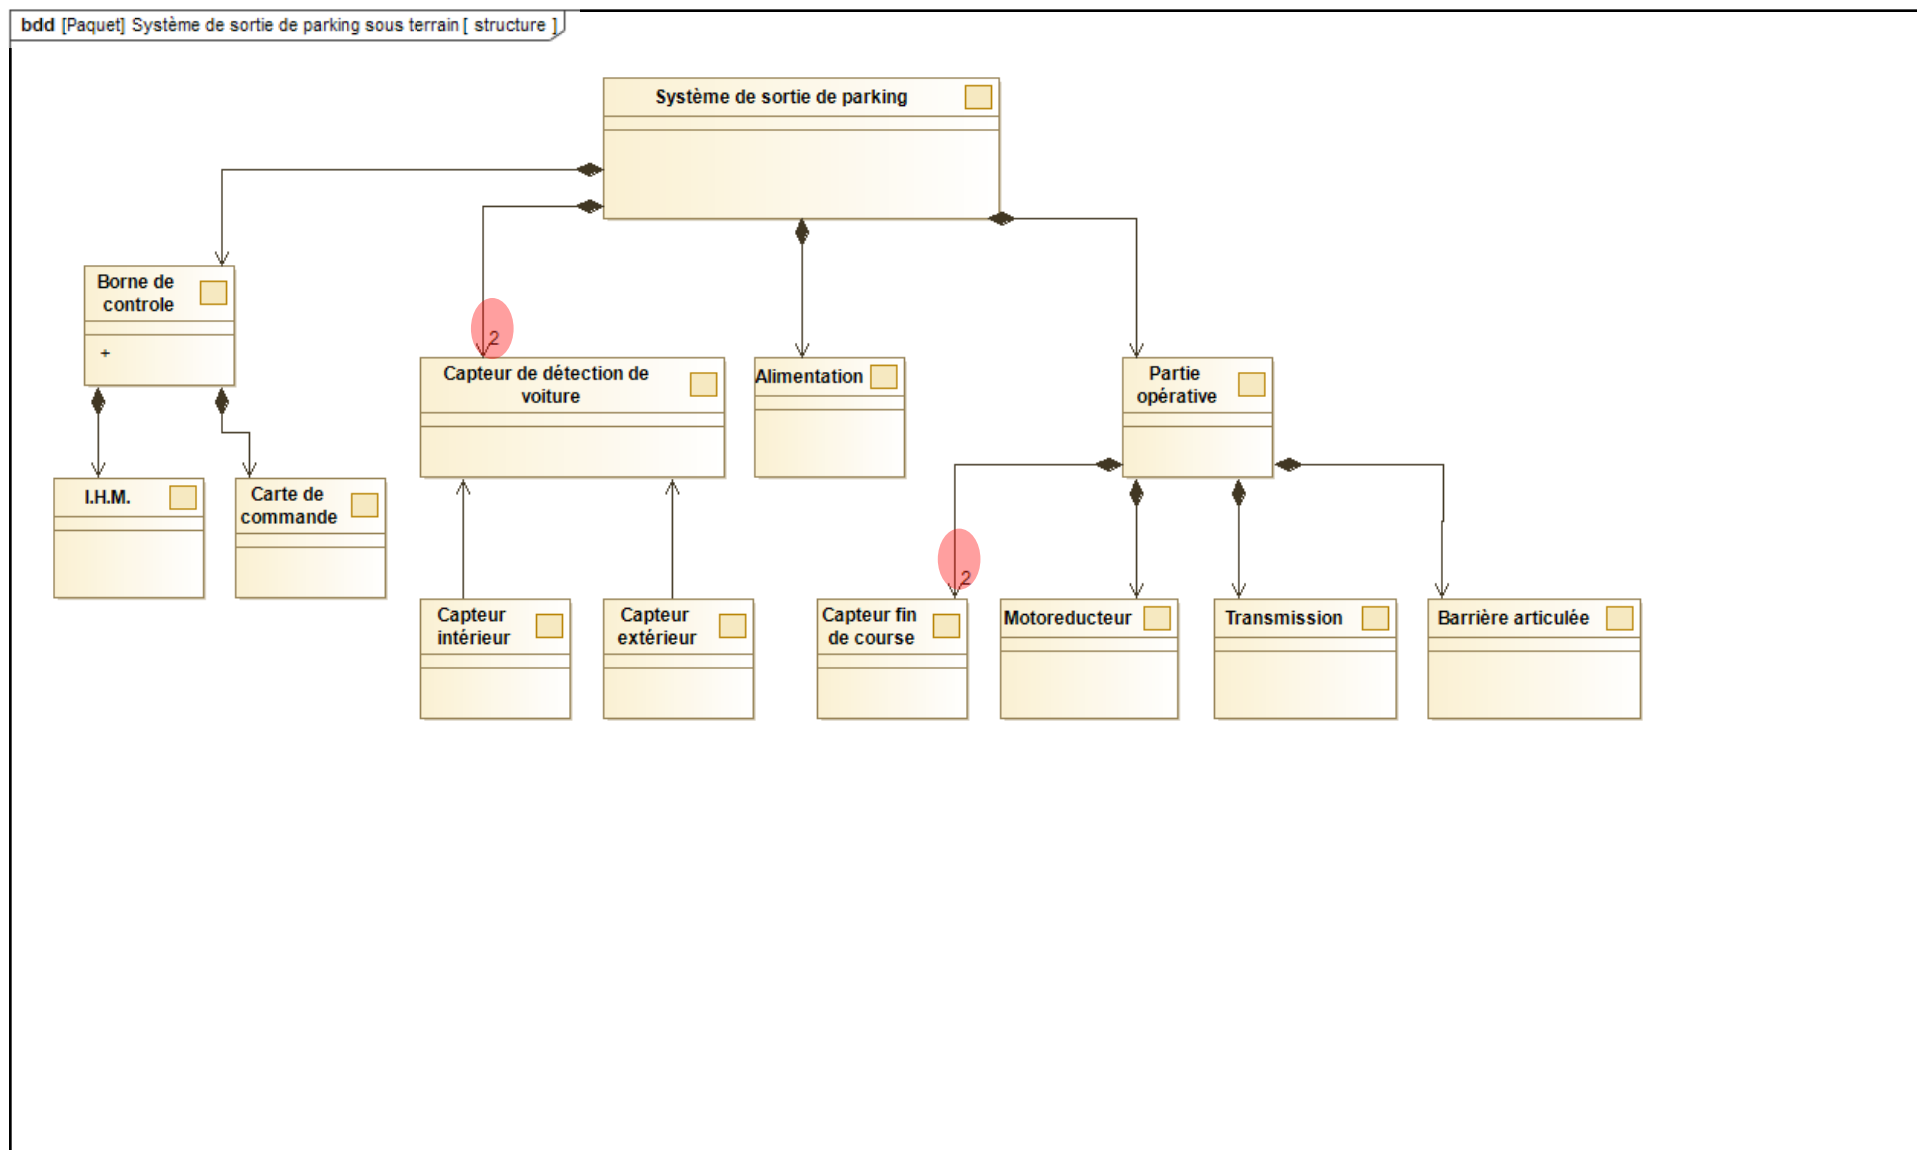 bdd [Paquet] Système de sortie de parking sous terrain [ structure ]
Système de sortie de parking
Borne de
controle
+
2
Capteur de détection de
voiture
Alimentation
Partie
opérative
I.H.M.
Carte de
commande
2
Capteur
intérieur
Capteur
extérieur
Capteur fin
de course
Motoreducteur
Transmission
Barrière articulée